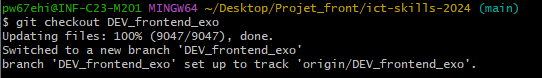 pw67ehi@INF-C23-M201 MINGW64 ~/Desktop/Projet_front/ict-skills-2024 (main)
$ git checkout DEV_frontend_exo
Updating files: 100% (9047/9047), done.
Switched to a new branch 'DEV_frontend_exo'
branch 'DEV_frontend_exo' set up to track 'origin/DEV_frontend_exo'.